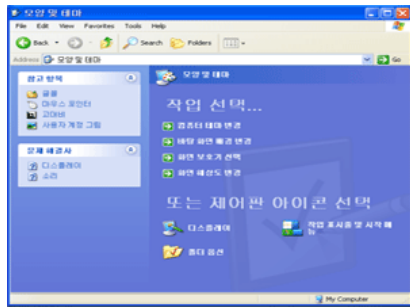 모양 및 테마
File Edit View Favorites Tools Help
Back Search Folders
Address 모양 및 테마 Go
참고 항목
글꼴
마우스 포인터
고대비
사용자 계정 그림
문제 해결사
디스플레이
소리
모양 및 테마
작업 선택...
컴퓨터 테마 변경
바탕 화면 배경 변경
화면 보호기 선택
화면 해상도 변경
또는 제어판 아이콘 선택
디스플레이
작업 표시줄 및 시작 메뉴
폴더 옵션
My Computer